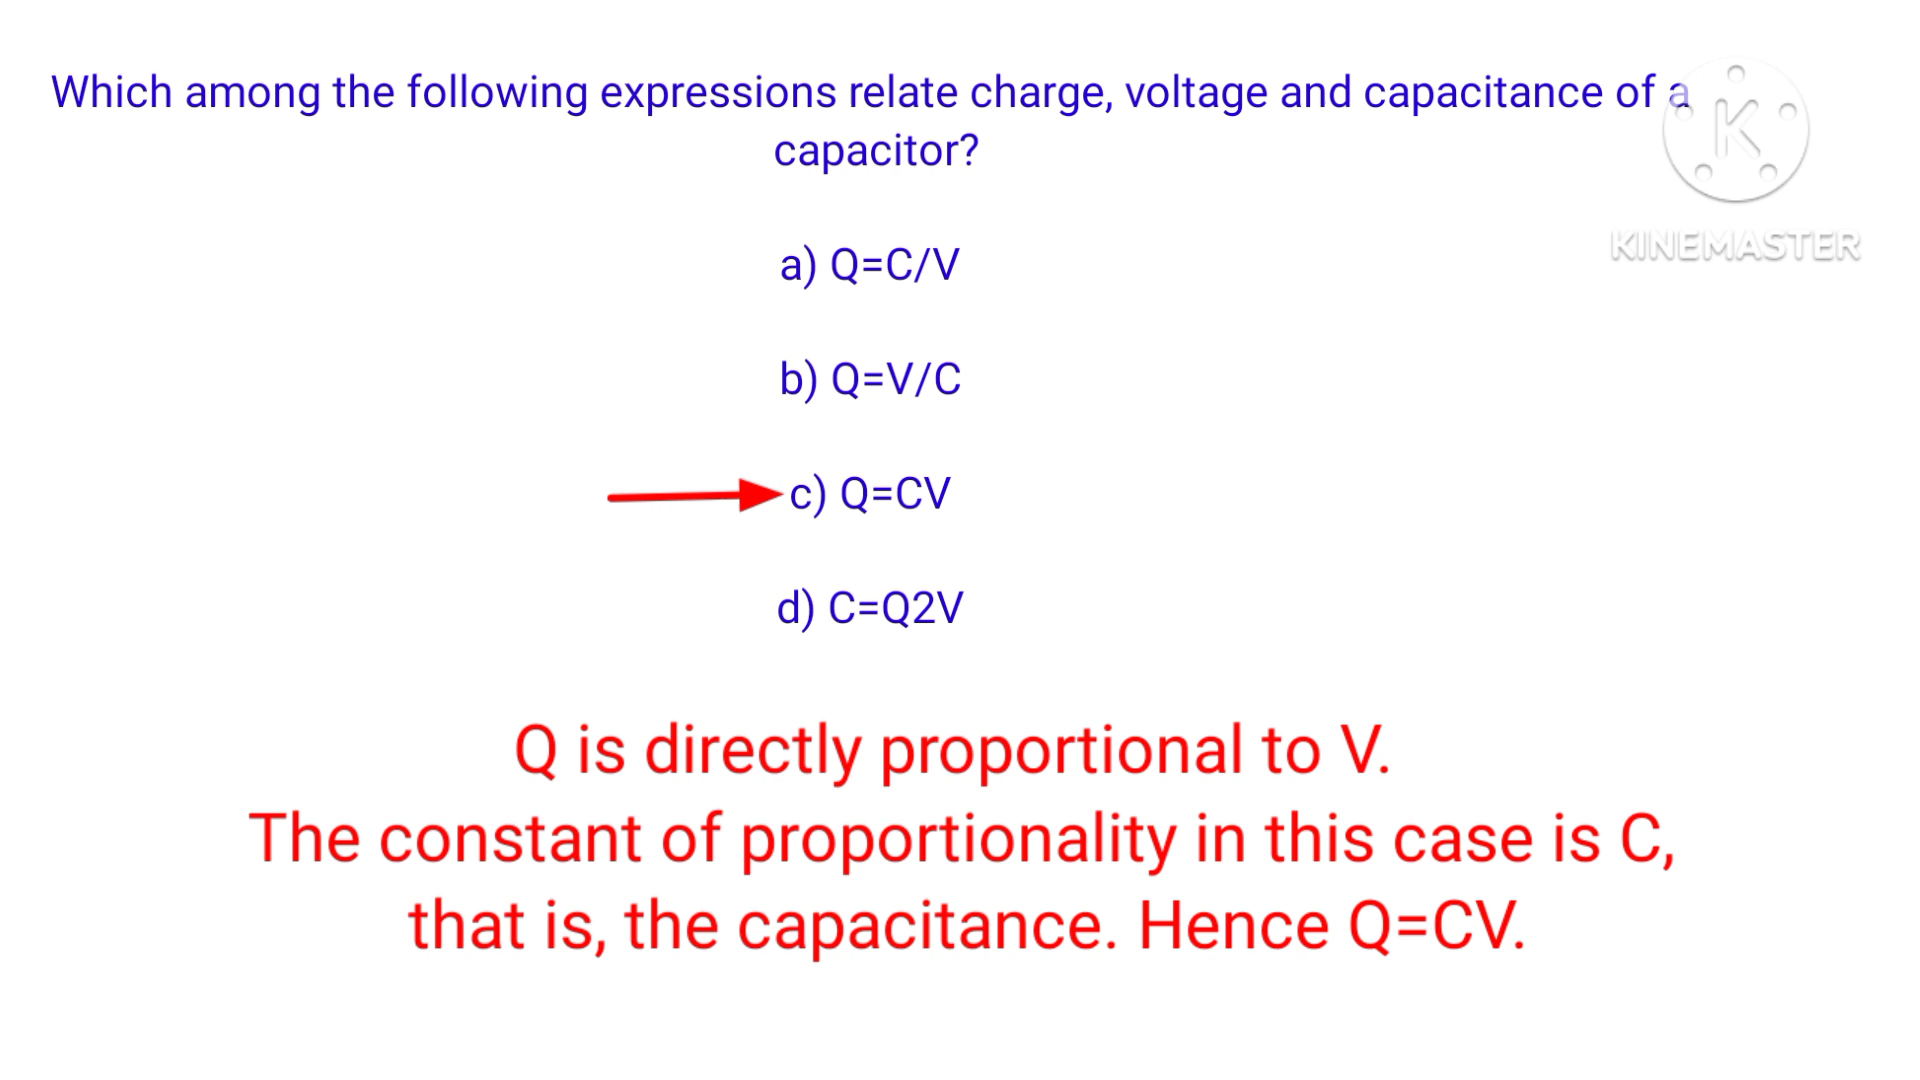 Which among the following expressions relate charge, voltage and capacitance of a
capacitor?
a) Q=C/V
b) Q=V/C
c) Q=CV
d) C=Q2V
Q is directly proportional to V.
The constant of proportionality in this case is C,
that is, the capacitance. Hence Q=CV.
K
KINEMASTER